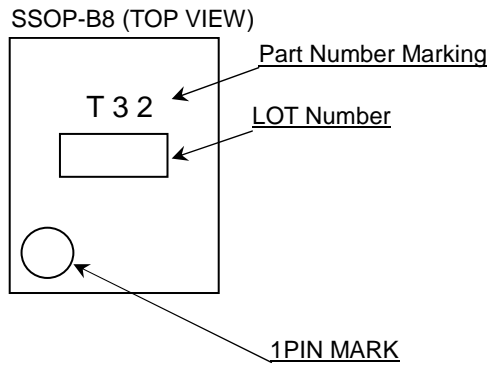 SSOP-B8 (TOP VIEW)
Part Number Marking
T 3 2
LOT Number
1PIN MARK